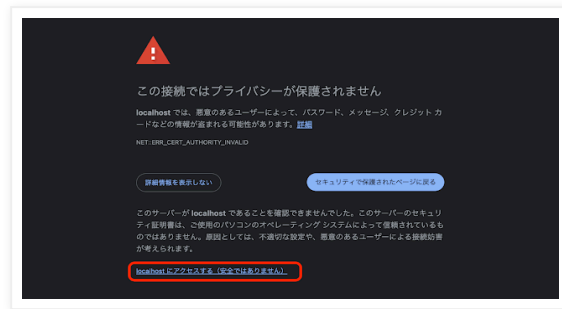 この接続ではプライバシーが保護されません
localhost では、悪意のあるユーザーによって、パスワード、メッセージ、クレジット カ
ードなどの情報が盗まれる可能性があります。詳細
NET::ERR_CERT_AUTHORITY_INVALID
詳細情報を表示しない
セキュリティで保護されたページに戻る
このサーバーが localhost であることを確認できませんでした。このサーバーのセキュリ
ティ証明書は、ご使用のパソコンのオペレーティング システムによって信頼されているも
のではありません。原因としては、不適切な設定や、悪意のあるユーザーによる接続妨害
が考えられます。
localhost にアクセスする（安全ではありません）